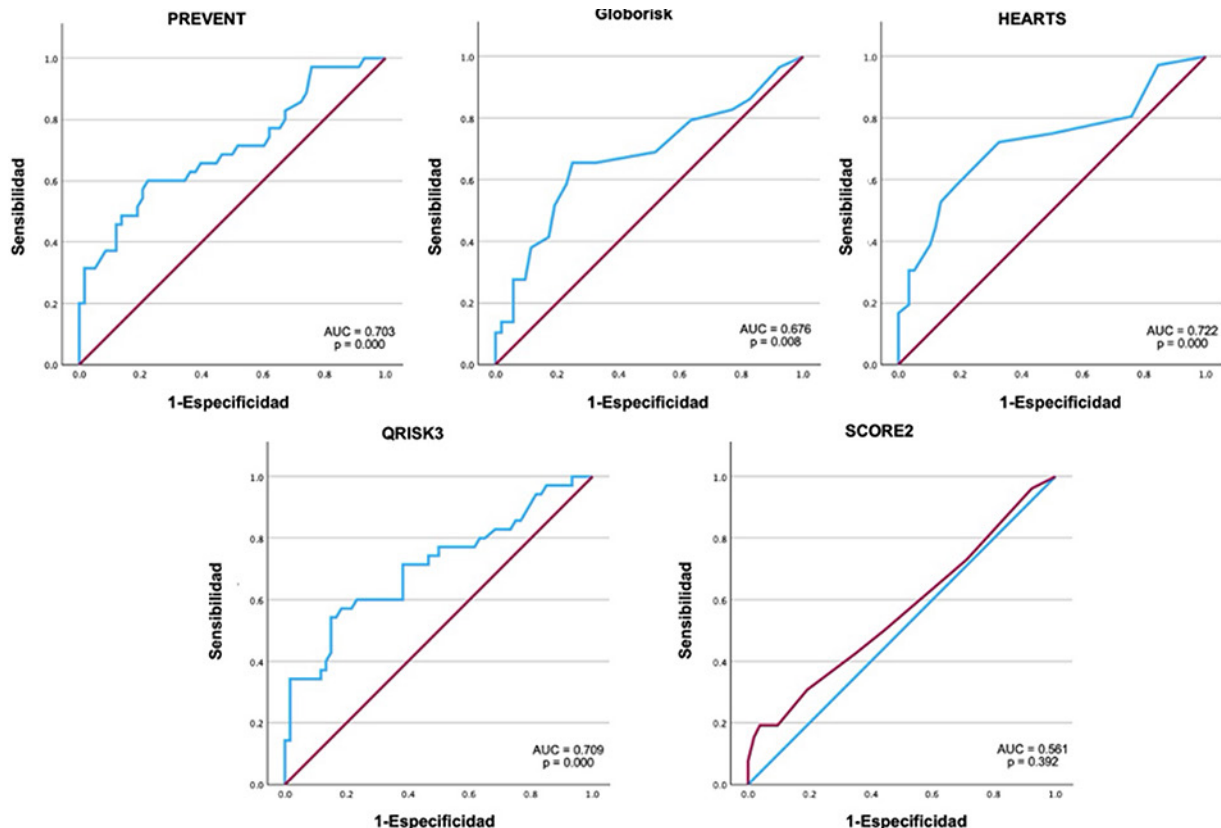 PREVENT
Sensibilidad
1.0
0.8
0.6
0.4
0.2
0.0
AUC = 0.703
p = 0.000
0.0 0.2 0.4 0.6 0.8 1.0
1-Especificidad
Globorisk
Sensibilidad
1.0
0.8
0.6
0.4
0.2
0.0
AUC = 0.676
p = 0.008
0.0 0.2 0.4 0.6 0.8 1.0
1-Especificidad
HEARTS
Sensibilidad
1.0
0.8
0.6
0.4
0.2
0.0
AUC = 0.722
p = 0.000
0.0 0.2 0.4 0.6 0.8 1.0
1-Especificidad
QRISK3
Sensibilidad
1.0
0.8
0.6
0.4
0.2
0.0
AUC = 0.709
p = 0.000
0.0 0.2 0.4 0.6 0.8 1.0
1-Especificidad
SCORE2
Sensibilidad
1.0
0.8
0.6
0.4
0.2
0.0
AUC = 0.561
p = 0.392
0.0 0.2 0.4 0.6 0.8 1.0
1-Especificidad